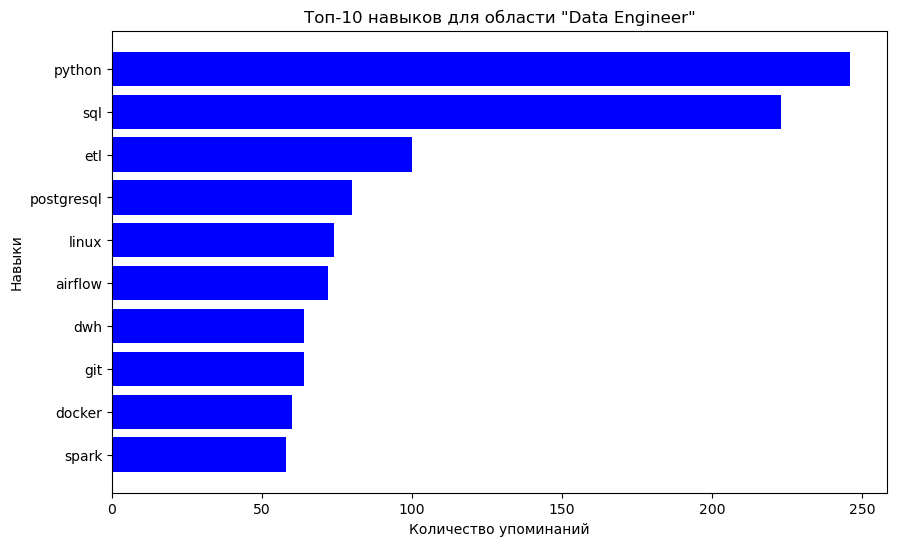 Топ-10 навыков для области "Data Engineer"
Навыки
python
sql
etl
postgresql
linux
airflow
dwh
git
docker
spark
0 50 100 150 200 250
Количество упоминаний